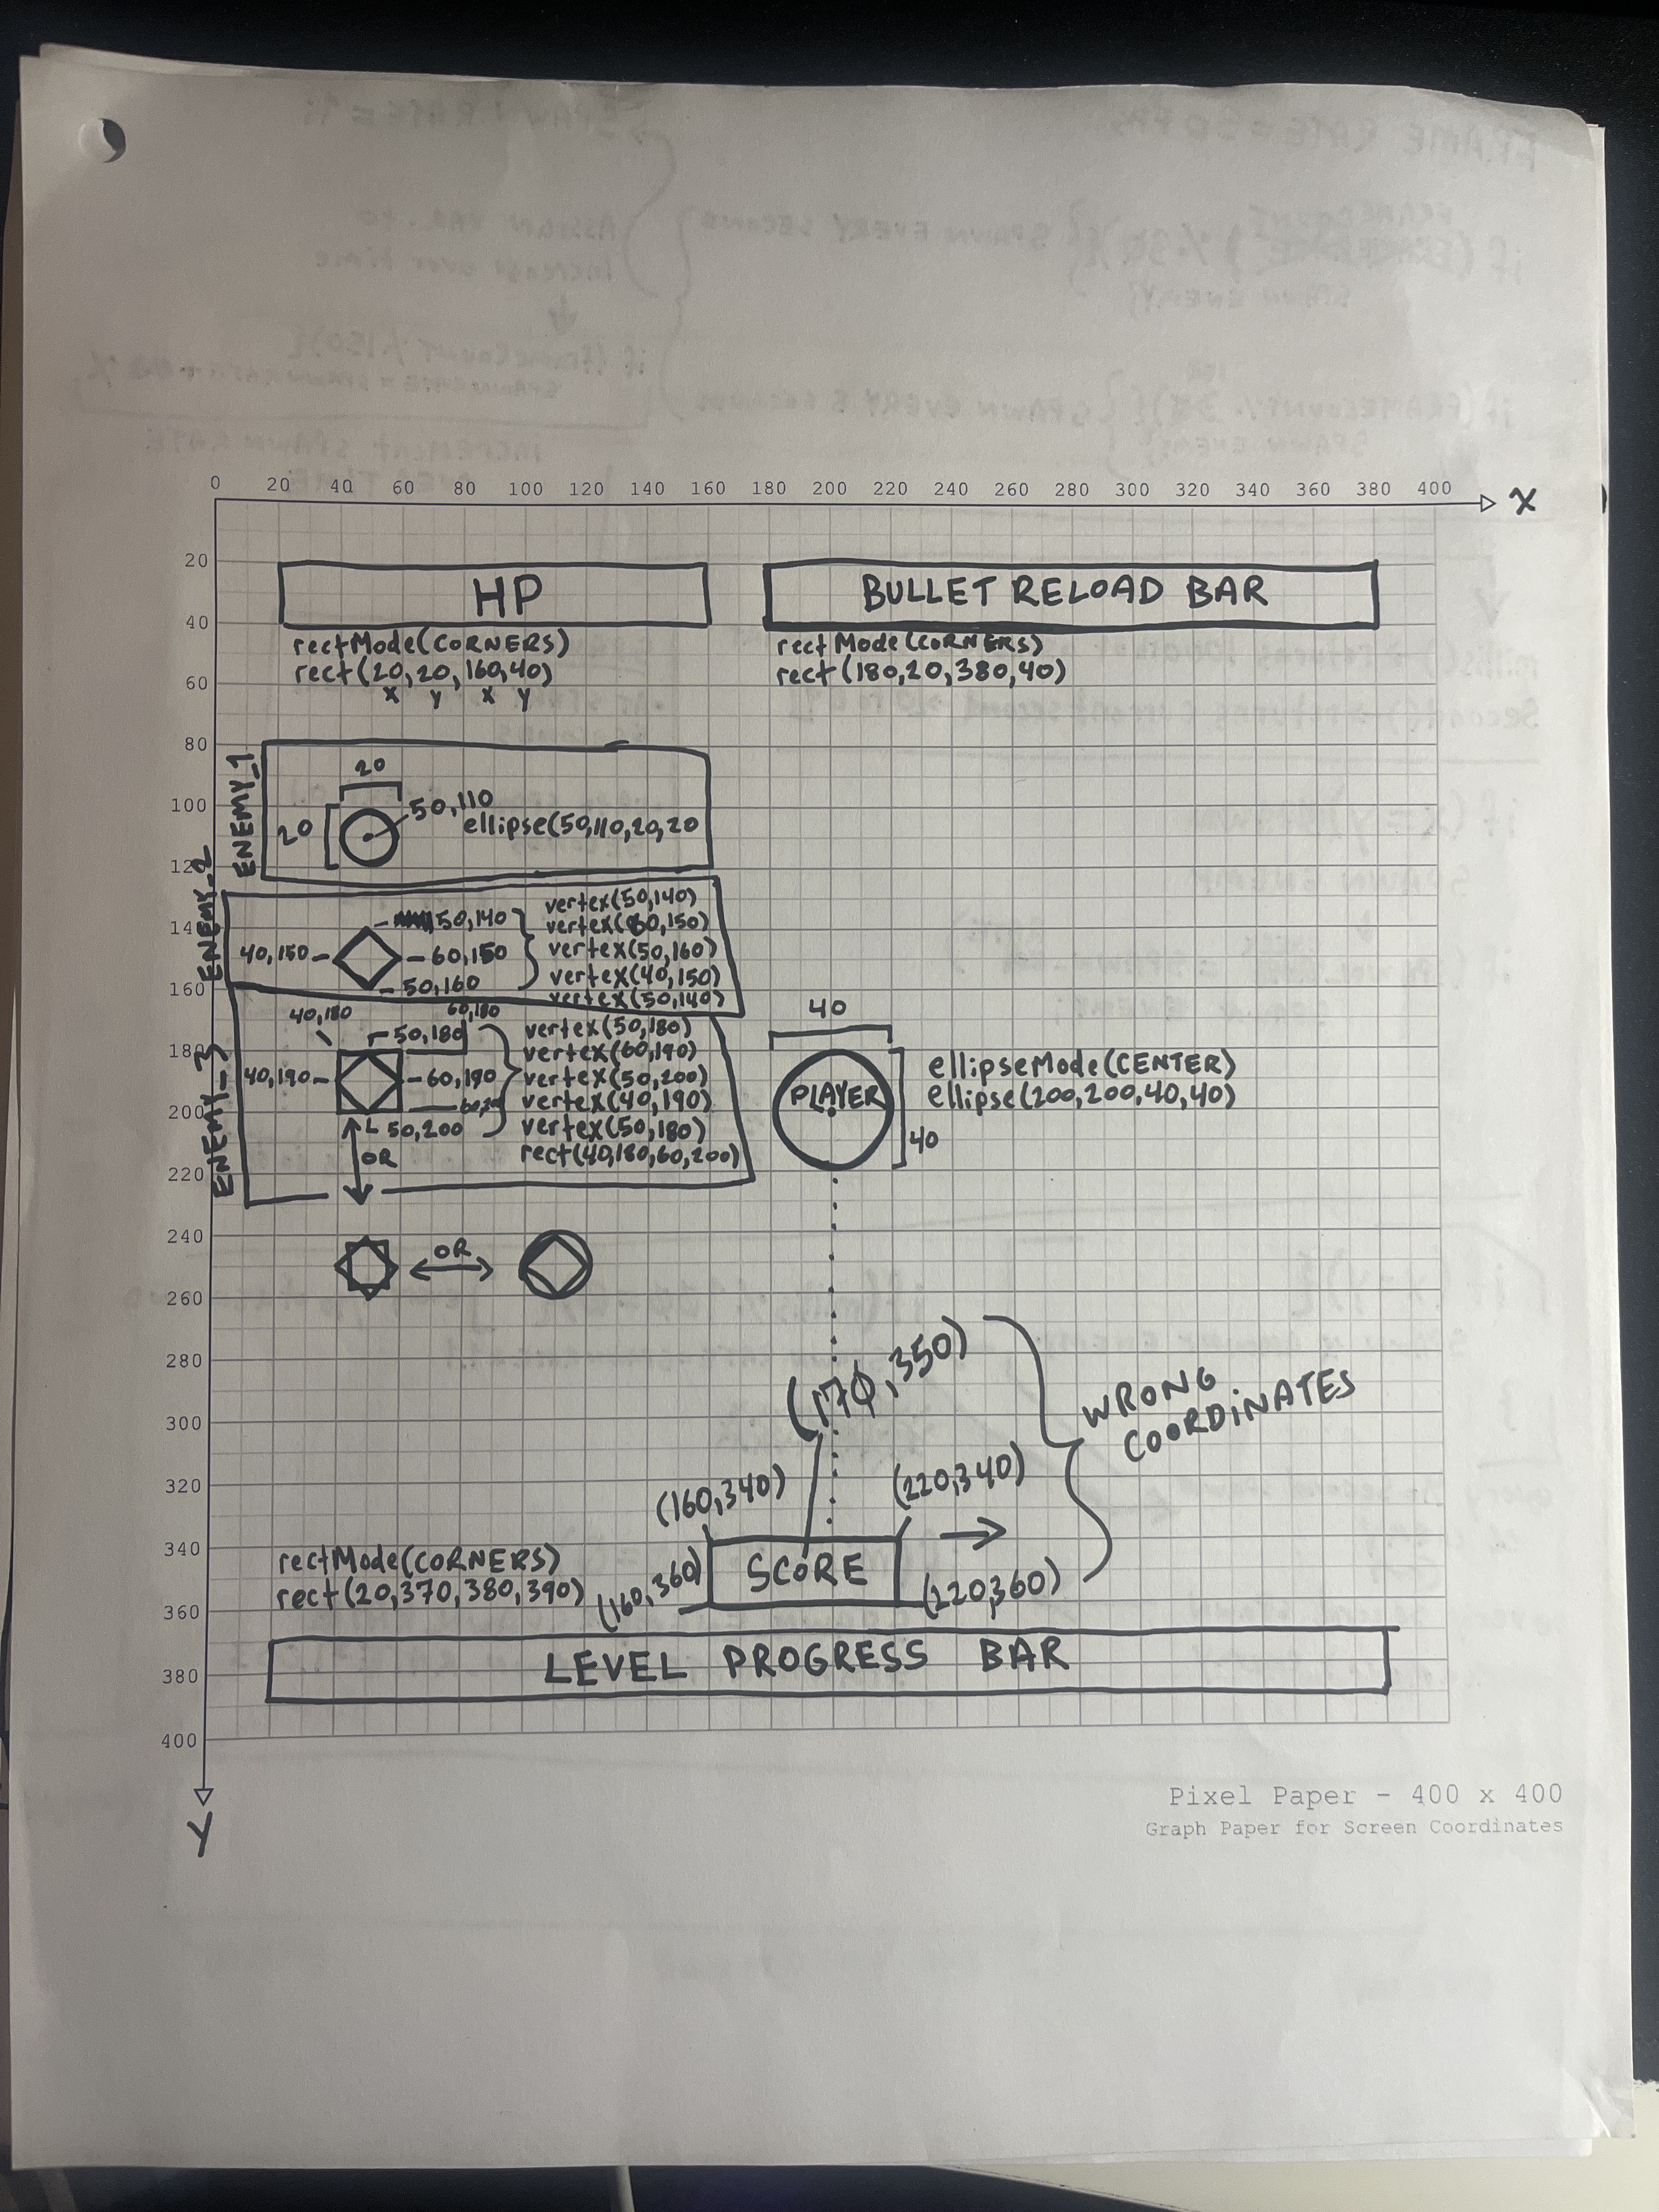 0 20 40 60 80 100 120 140 160 180 200 220 240 260 280 300 320 340 360 380 400 X
20
40
60
80
100
14
160
180
200
220
240
260
280
300
320
340
360
380
400
Y
HP
rectMode(CORNERS)
rect(20,20,160,40)
x y x y
BULLET RELOAD BAR
rectMode(CORNERS)
rect(180,20,380,40)
ENEMY_1
20
20
50,110
ellipse(50,110,20,20
ENEMY_2
50,140
40,150
60,150
50,160
vertex(50,140)
vertex(60,150)
vertex(50,160)
vertex(40,150)
vertex(50,140)
ENEMY_3
40,180
60,180
50,180
40,190
60,190
50,200
vertex(50,180)
vertex(60,190)
vertex(50,200)
vertex(40,190)
vertex(50,180)
rect(40,180,60,200)
OR
OR
40
PLAYER
40
ellipseMode(CENTER)
ellipse(200,200,40,40)
(170,350)
WRONG
COORDINATES
(160,340)
(220,340)
SCORE
(160,360)
(220,360)
rectMode(CORNERS)
rect(20,370,380,390)
LEVEL PROGRESS BAR
Pixel Paper - 400 x 400
Graph Paper for Screen Coordinates